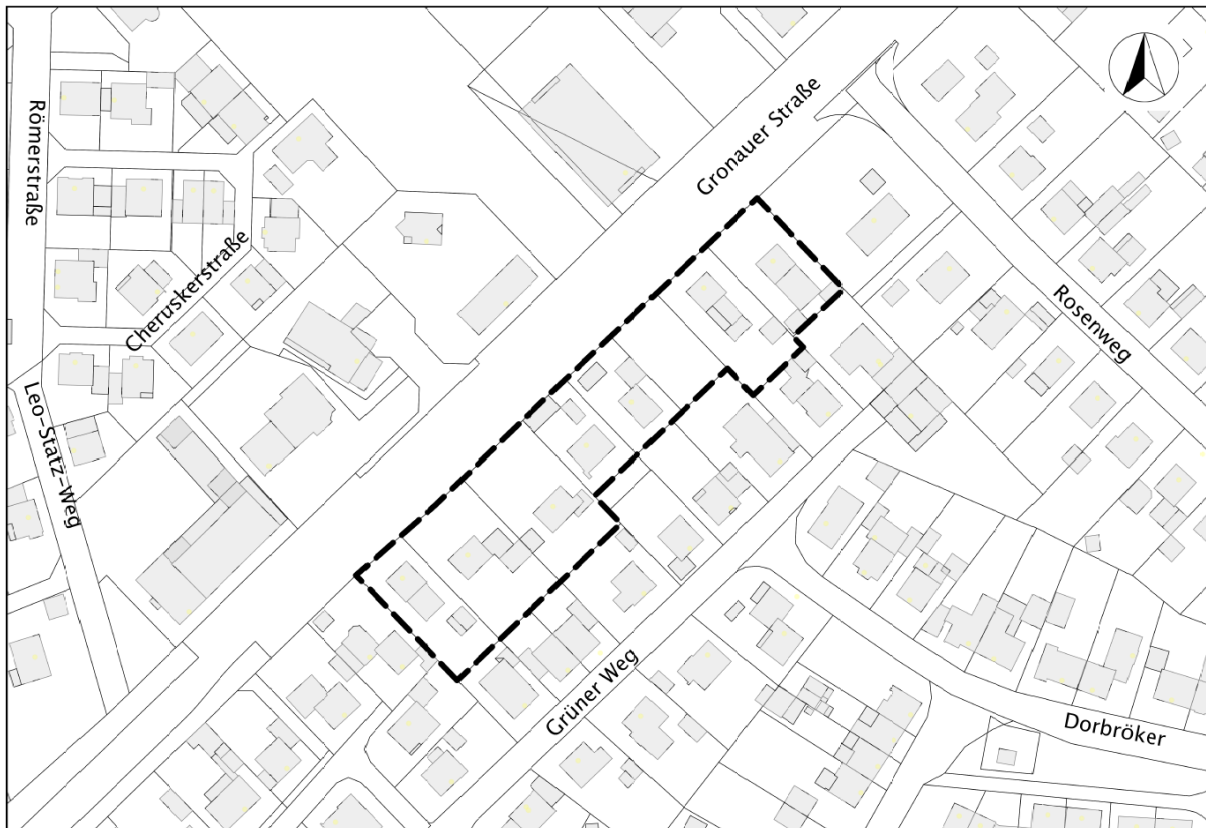 Gronauer Straße
Römerstraße
Cheruskerstraße
Rosenweg
Leo-Statz-Weg
Grüner Weg
Dorbröker